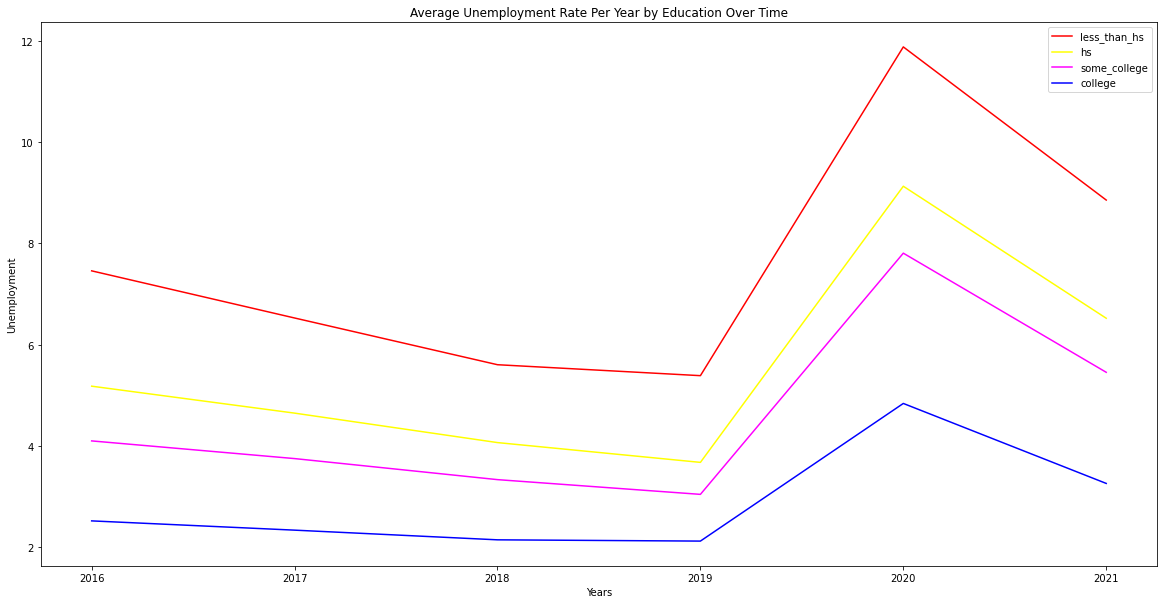 Average Unemployment Rate Per Year by Education Over Time
less_than_hs
hs
some_college
college
12
10
8
6
4
2
Unemployment
2016 2017 2018 2019 2020 2021
Years